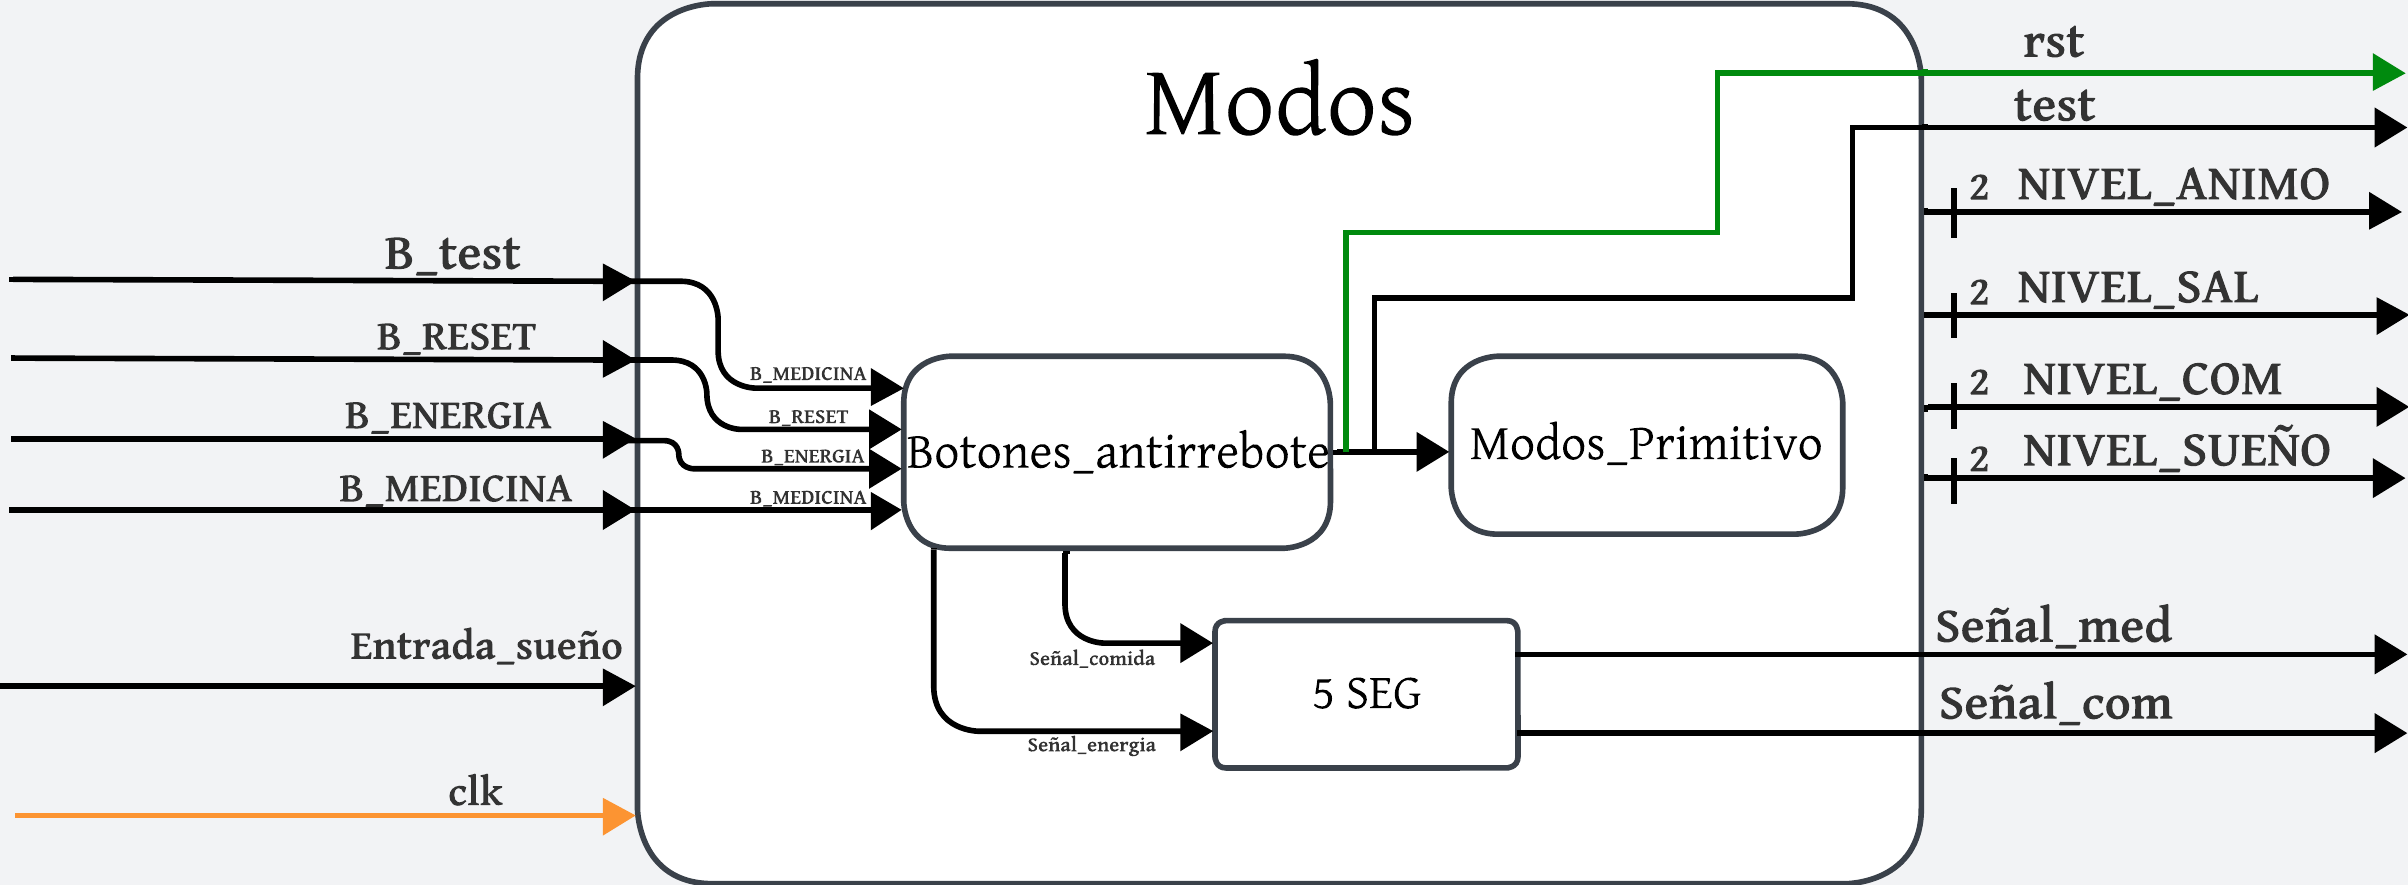 Modos
rst
test
2 NIVEL_ANIMO
B_test
2 NIVEL_SAL
B_RESET
B_MEDICINA
2 NIVEL_COM
B_ENERGIA
B_RESET
Botones_antirrebote
Modos_Primitivo
B_ENERGIA
2 NIVEL_SUEÑO
B_MEDICINA
B_MEDICINA
Entrada_sueño
Señal_comida
Señal_med
5 SEG
Señal_energia
Señal_com
clk